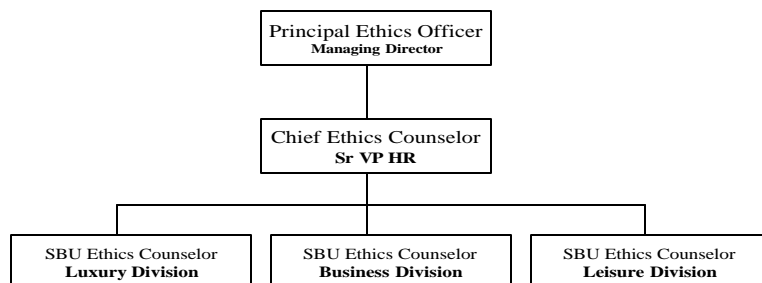 Principal Ethics Officer
Managing Director
Chief Ethics Counselor
Sr VP HR
SBU Ethics Counselor
Luxury Division
SBU Ethics Counselor
Business Division
SBU Ethics Counselor
Leisure Division